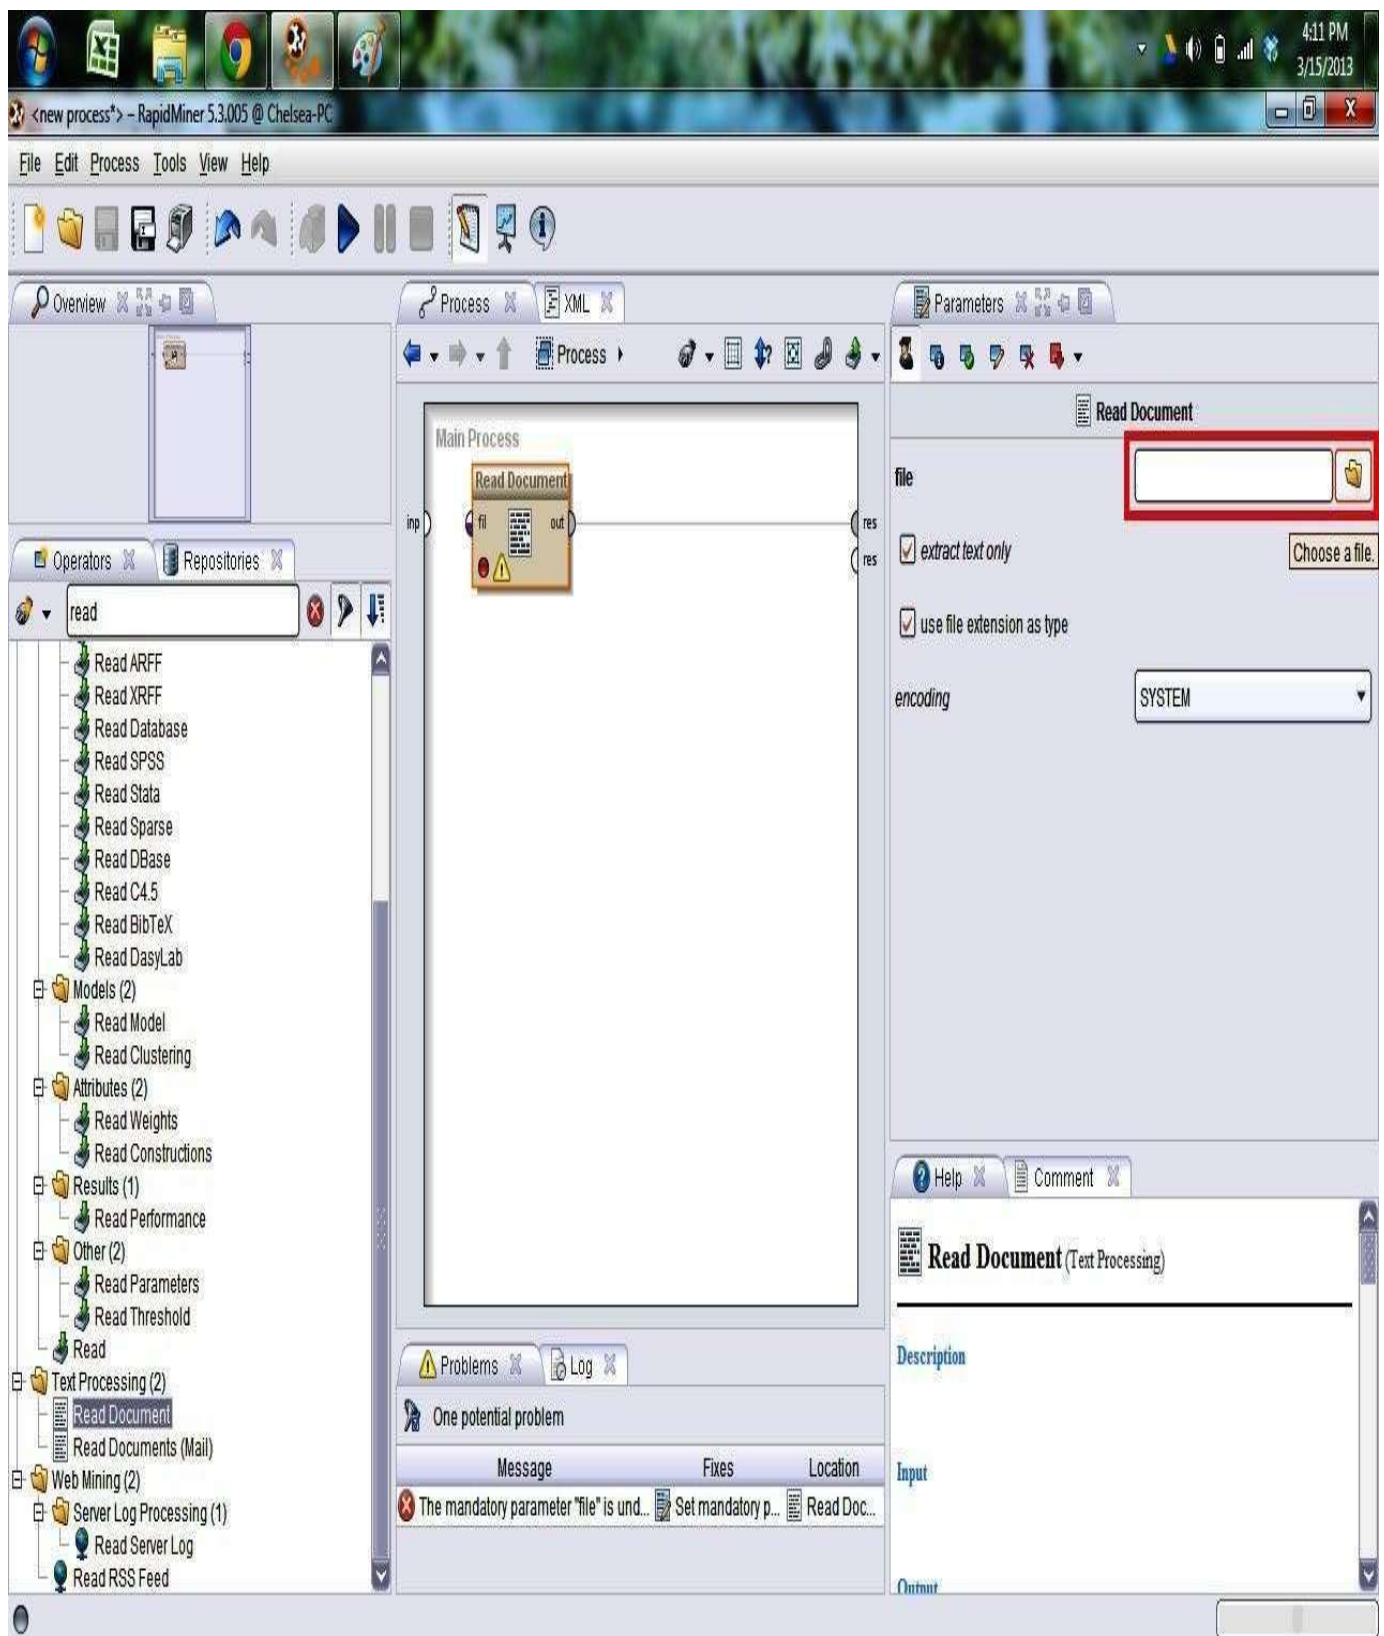 4:11 PM
3/15/2013
<new process*> – RapidMiner 5.3.005 @ Chelsea-PC
File Edit Process Tools View Help
Overview
Process XML
Parameters
Process
Read Document
Main Process
Read Document
inp fil out res
res
file
extract text only
Choose a file.
use file extension as type
encoding SYSTEM
Operators Repositories
read
Read ARFF
Read XRFF
Read Database
Read SPSS
Read Stata
Read Sparse
Read DBase
Read C4.5
Read BibTeX
Read DasyLab
Models (2)
Read Model
Read Clustering
Attributes (2)
Read Weights
Read Constructions
Results (1)
Read Performance
Other (2)
Read Parameters
Read Threshold
Read
Text Processing (2)
Read Document
Read Documents (Mail)
Web Mining (2)
Server Log Processing (1)
Read Server Log
Read RSS Feed
Problems Log
One potential problem
Message Fixes Location
The mandatory parameter "file" is und... Set mandatory p... Read Doc...
Help Comment
Read Document (Text Processing)
Description
Input
Output